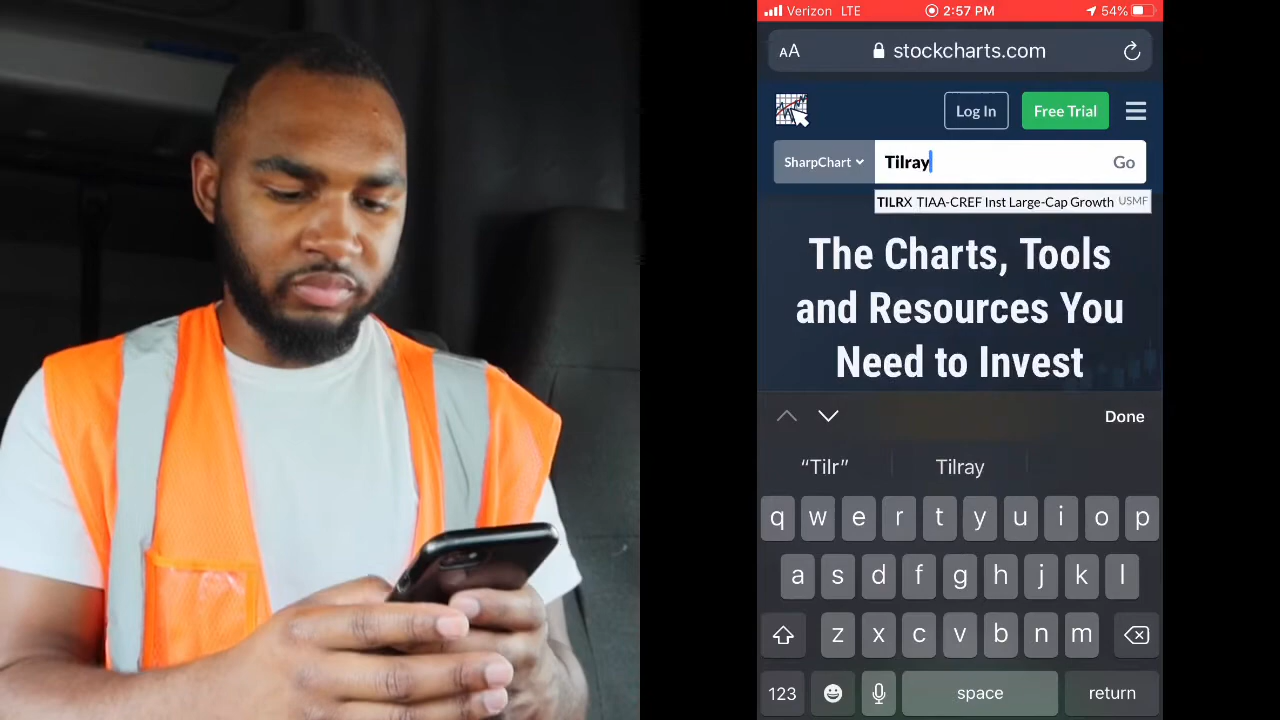 Verizon LTE 2:57 PM 54%
AA stockcharts.com
Log In Free Trial
SharpChart Tilray Go
TILRX TIAA-CREF Inst Large-Cap Growth USMF
The Charts, Tools
and Resources You
Need to Invest
Done
“Tilr” Tilray
q w e r t y u i o p
a s d f g h j k l
z x c v b n m
123 space return